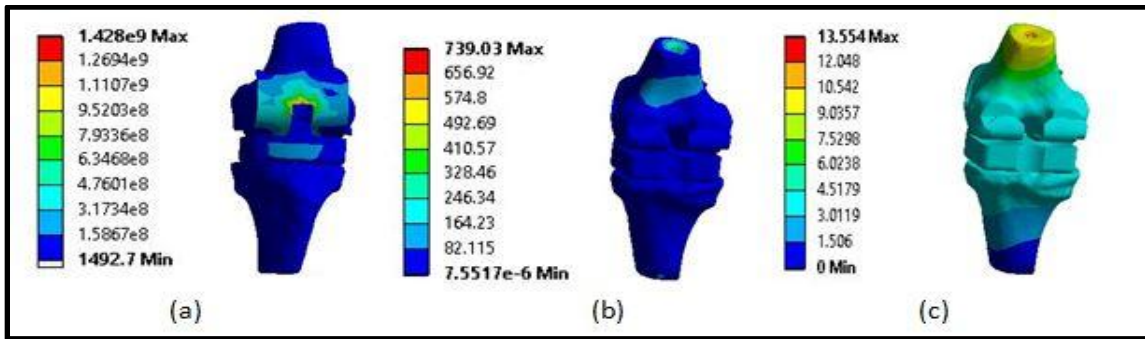 1.428e9 Max
1.2694e9
1.1107e9
9.5203e8
7.9336e8
6.3468e8
4.7601e8
3.1734e8
1.5867e8
1492.7 Min
(a)
739.03 Max
656.92
574.8
492.69
410.57
328.46
246.34
164.23
82.115
7.5517e-6 Min
(b)
13.554 Max
12.048
10.542
9.0357
7.5298
6.0238
4.5179
3.0119
1.506
0 Min
(c)